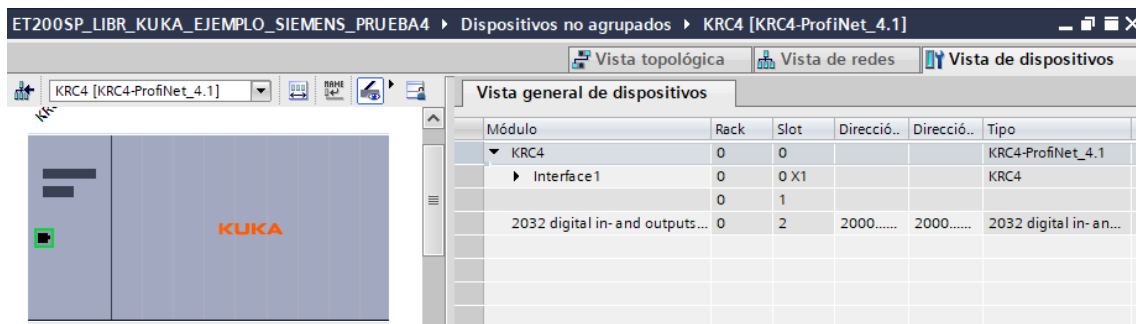 ET200SP_LIBR_KUKA_EJEMPLO_SIEMENS_PRUEBA4 ▸ Dispositivos no agrupados ▸ KRC4 [KRC4-ProfiNet_4.1]
Vista topológica Vista de redes Vista de dispositivos
KRC4 [KRC4-ProfiNet_4.1] NAME
Vista general de dispositivos
Módulo Rack Slot Direcció... Direcció... Tipo
KRC4 0 0 KRC4-ProfiNet_4.1
Interface1 0 0 X1 KRC4
0 1
2032 digital in- and outputs... 0 2 2000...... 2000...... 2032 digital in- an...
KUKA